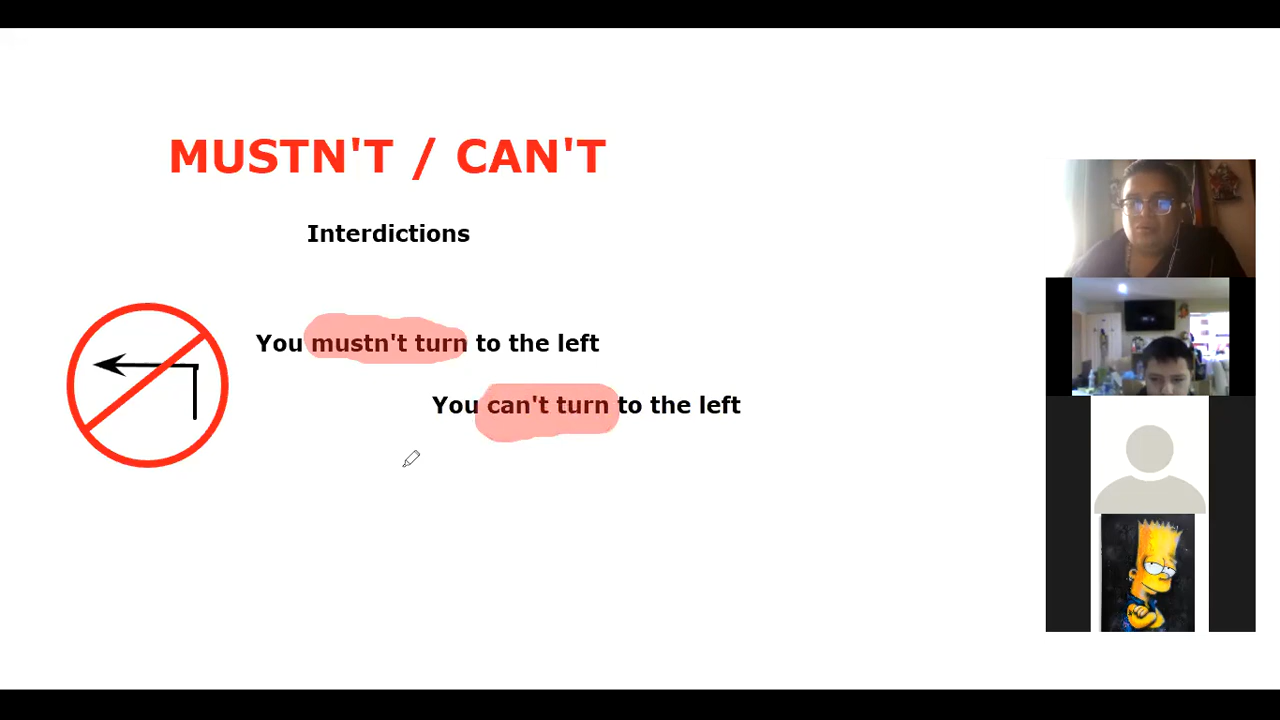 MUSTN'T / CAN'T
Interdictions
You mustn't turn to the left
You can't turn to the left